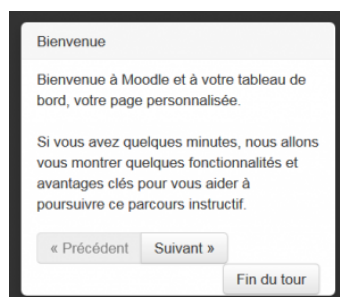 Bienvenue
Bienvenue à Moodle et à votre tableau de
bord, votre page personnalisée.
Si vous avez quelques minutes, nous allons
vous montrer quelques fonctionnalités et
avantages clés pour vous aider à
poursuivre ce parcours instructif.
« Précédent Suivant »
Fin du tour